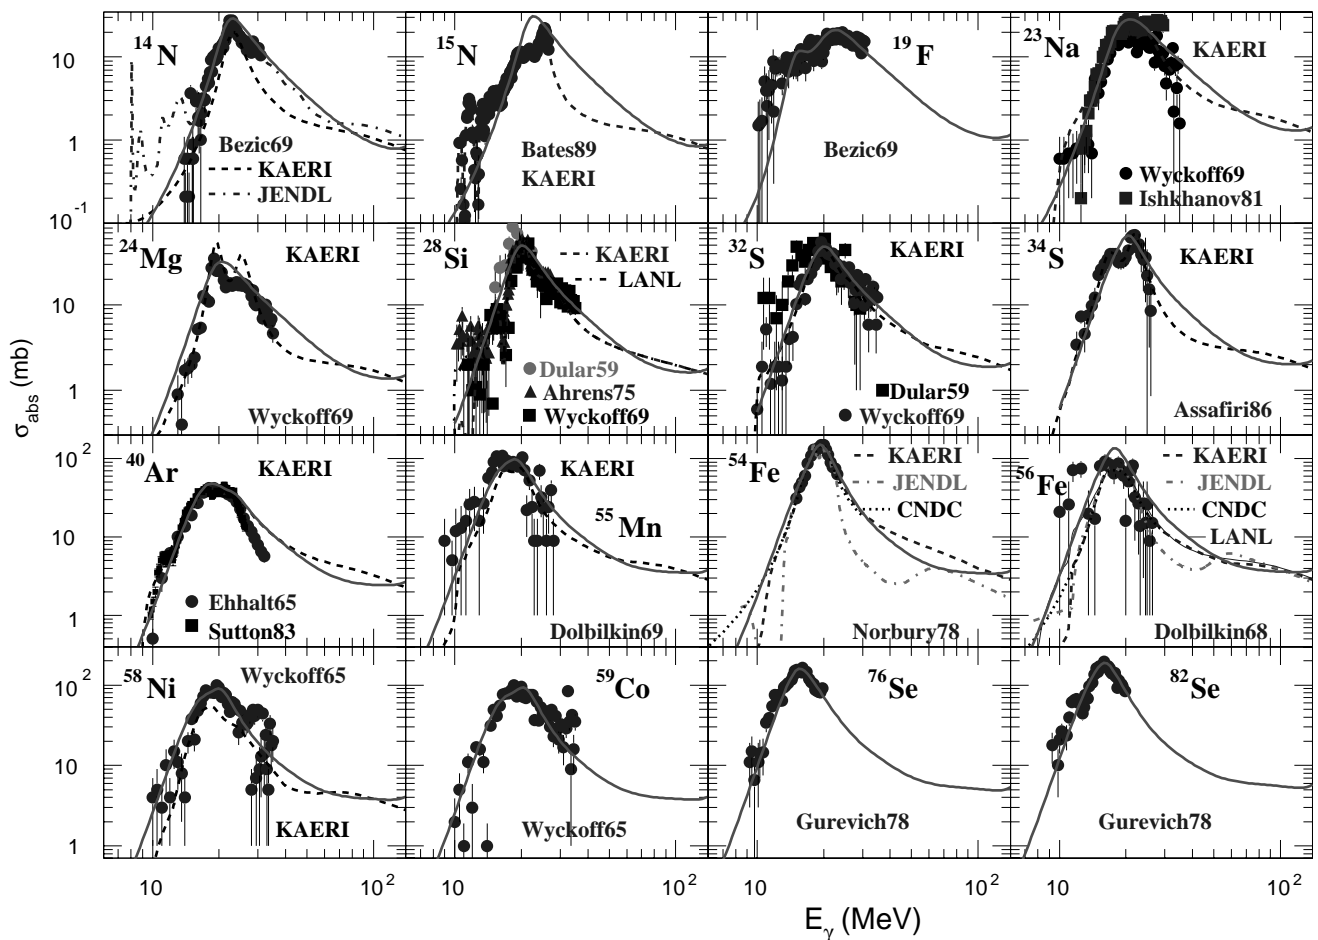 ¹⁴N
Bezic69
KAERI
JENDL
¹⁵N
Bates89
KAERI
¹⁹F
Bezic69
²³Na
KAERI
Wyckoff69
Ishkhanov81
10
1
10⁻¹
²⁴Mg
KAERI
Wyckoff69
²⁸Si
KAERI
LANL
Dular59
Ahrens75
Wyckoff69
³²S
KAERI
Dular59
Wyckoff69
³⁴S
KAERI
Assafiri86
10
1
σabs (mb)
⁴⁰Ar
KAERI
Ehhalt65
Sutton83
KAERI
⁵⁵Mn
Dolbilkin69
⁵⁴Fe
KAERI
JENDL
CNDC
Norbury78
⁵⁶Fe
KAERI
JENDL
CNDC
LANL
Dolbilkin68
10²
10
1
⁵⁸Ni
Wyckoff65
KAERI
⁵⁹Co
Wyckoff65
⁷⁶Se
Gurevich78
⁸²Se
Gurevich78
10²
10
1
10 10² 10 10² 10 10² 10 10²
Eγ (MeV)